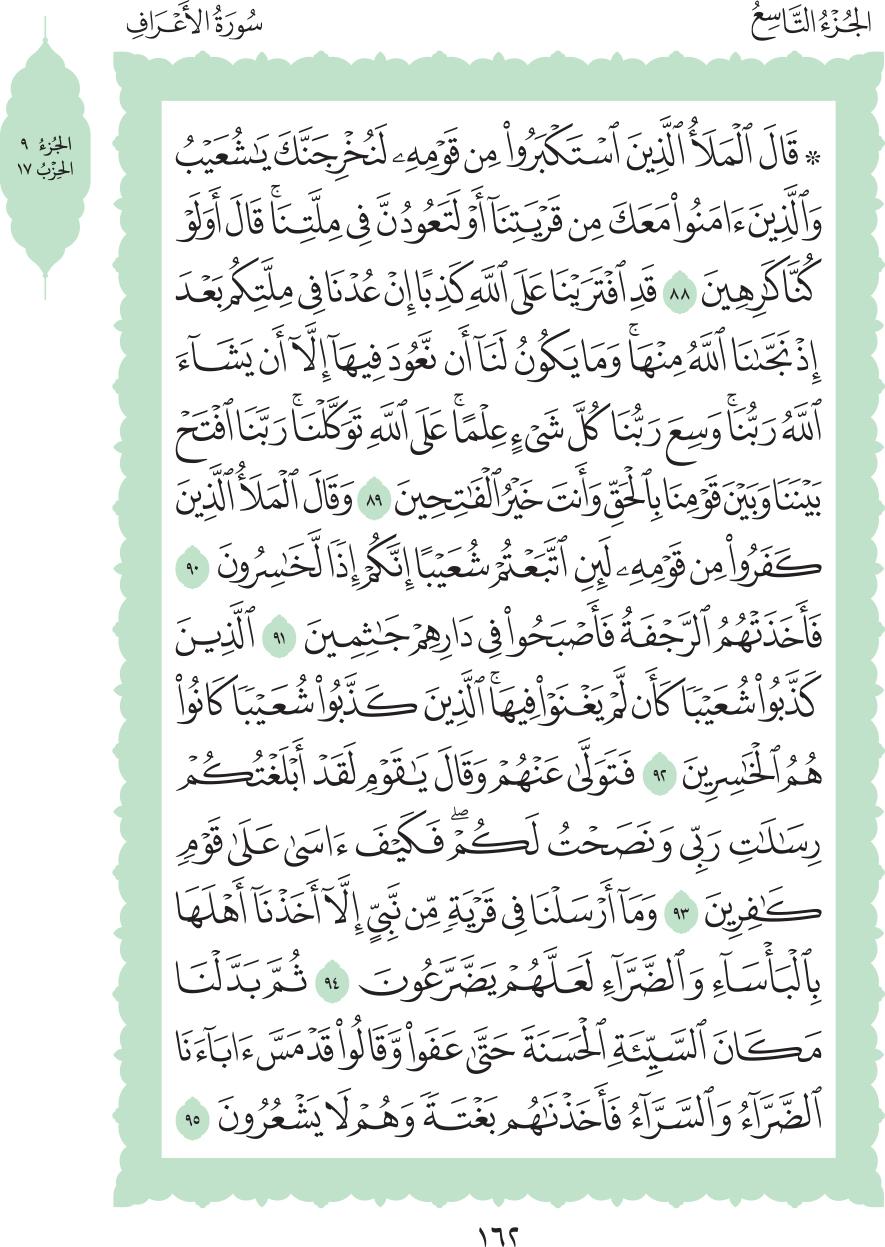 الجُزْءُ التَّاسِعُ
سُورَةُ الأَعْرَافِ
الجُزءُ ٩
الحِزْبُ ١٧
* قَالَ ٱلْمَلَأُ ٱلَّذِينَ ٱسْتَكْبَرُواْ مِن قَوْمِهِۦ لَنُخْرِجَنَّكَ يَٰشُعَيْبُ
وَٱلَّذِينَ ءَامَنُواْ مَعَكَ مِن قَرْيَتِنَآ أَوْ لَتَعُودُنَّ فِى مِلَّتِنَاۚ قَالَ أَوَلَوْ
كُنَّا كَٰرِهِينَ ٨٨ قَدِ ٱفْتَرَيْنَا عَلَى ٱللَّهِ كَذِبًا إِنْ عُدْنَا فِى مِلَّتِكُم بَعْدَ
إِذْ نَجَّىٰنَا ٱللَّهُ مِنْهَاۚ وَمَا يَكُونُ لَنَآ أَن نَّعُودَ فِيهَآ إِلَّآ أَن يَشَآءَ
ٱللَّهُ رَبُّنَاۚ وَسِعَ رَبُّنَا كُلَّ شَىْءٍ عِلْمًاۚ عَلَى ٱللَّهِ تَوَكَّلْنَاۚ رَبَّنَا ٱفْتَحْ
بَيْنَنَا وَبَيْنَ قَوْمِنَا بِٱلْحَقِّ وَأَنتَ خَيْرُ ٱلْفَٰتِحِينَ ٨٩ وَقَالَ ٱلْمَلَأُ ٱلَّذِينَ
كَفَرُواْ مِن قَوْمِهِۦ لَئِنِ ٱتَّبَعْتُمْ شُعَيْبًا إِنَّكُمْ إِذًا لَّخَٰسِرُونَ ٩٠
فَأَخَذَتْهُمُ ٱلرَّجْفَةُ فَأَصْبَحُواْ فِى دَارِهِمْ جَٰثِمِينَ ٩١ ٱلَّذِينَ
كَذَّبُواْ شُعَيْبًا كَأَن لَّمْ يَغْنَوْاْ فِيهَاۚ ٱلَّذِينَ كَذَّبُواْ شُعَيْبًا كَانُواْ
هُمُ ٱلْخَٰسِرِينَ ٩٢ فَتَوَلَّىٰ عَنْهُمْ وَقَالَ يَٰقَوْمِ لَقَدْ أَبْلَغْتُكُمْ
رِسَٰلَٰتِ رَبِّى وَنَصَحْتُ لَكُمْۖ فَكَيْفَ ءَاسَىٰ عَلَىٰ قَوْمٍ
كَٰفِرِينَ ٩٣ وَمَآ أَرْسَلْنَا فِى قَرْيَةٍ مِّن نَّبِىٍّ إِلَّآ أَخَذْنَآ أَهْلَهَا
بِٱلْبَأْسَآءِ وَٱلضَّرَّآءِ لَعَلَّهُمْ يَضَّرَّعُونَ ٩٤ ثُمَّ بَدَّلْنَا
مَكَانَ ٱلسَّيِّئَةِ ٱلْحَسَنَةَ حَتَّىٰ عَفَواْ وَّقَالُواْ قَدْ مَسَّ ءَابَآءَنَا
ٱلضَّرَّآءُ وَٱلسَّرَّآءُ فَأَخَذْنَٰهُم بَغْتَةً وَهُمْ لَا يَشْعُرُونَ ٩٥
١٦٢